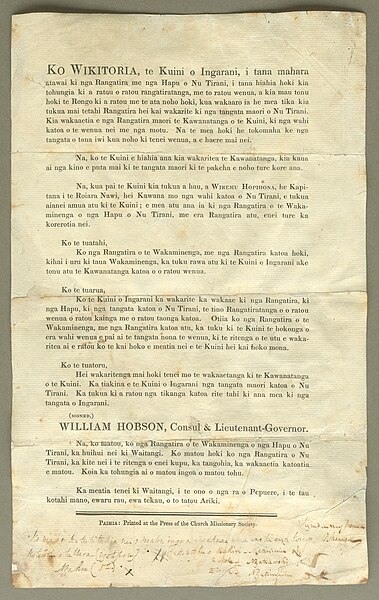 KO WIKITORIA, te Kuini o Ingarani, i tana mahara
atawai ki nga Rangatira me nga Hapu o Nu Tirani, i tana hiahia hoki kia
tohungia ki a ratou o ratou rangatiratanga, me to ratou wenua, a kia mau tonu
hoki te Rongo ki a ratou me te ata noho hoki, kua wakaaro ia he mea tika kia
tukua mai tetahi Rangatira hei kai wakarite ki nga tangata maori o Nu Tirani.
Kia wakaaetia e nga Rangatira maori te Kawanatanga o te Kuini, ki nga wahi
katoa o te wenua nei me nga motu. Na te mea hoki he tokomaha ke nga
tangata o tona iwi kua noho ki tenei wenua, a e haere mai nei.
Na, ko te Kuini e hiahia ana kia wakaritea te Kawanatanga, kia kaua
ai nga kino e puta mai ki te tangata maori ki te pakeha e noho ture kore ana.
Na, kua pai te Kuini kia tukua a hau, a WIREMU HOPIHONA, he Kapi-
tana i te Roiara Nawi, hei Kawana mo nga wahi katoa o Nu Tirani, e tukua
aianei amua atu ki te Kuini; e mea atu ana ia ki nga Rangatira o te Waka-
minenga o nga Hapu o Nu Tirani, me era Rangatira atu, enei ture ka
korerotia nei.
Ko te tuatahi,
Ko nga Rangatira o te Wakaminenga, me nga Rangatira katoa hoki,
kihai i uru ki taua Wakaminenga, ka tuku rawa atu ki te Kuini o Ingarani ake
tonu atu te Kawanatanga katoa o o ratou wenua.
Ko te tuarua,
Ko te Kuini o Ingarani ka wakarite ka wakaae ki nga Rangatira, ki
nga Hapu, ki nga tangata katoa o Nu Tirani, te tino Rangatiratanga o o ratou
wenua o ratou kainga me o ratou taonga katoa. Otiia ko nga Rangatira o te
Wakaminenga, me nga Rangatira katoa atu, ka tuku ki te Kuini te hokonga o
era wahi wenua e pai ai te tangata nona te wenua, ki te ritenga o te utu e waka-
ritea ai e ratou ko te kai hoko e mentia nei e te Kuini hei kai hoko mona.
Ko te tuatoru,
Hei wakaritenga mai hoki tenei mo te wakaaetanga ki te Kawanatanga
o te Kuini. Ka tiakina e te Kuini o Ingarani nga tangata maori katoa o Nu
Tirani. Ka tukua ki a ratou nga tikanga katoa rite tahi ki ana mea ki nga
tangata o Ingarani.
(SIGNED,)
WILLIAM HOBSON, Consul & Lieutenant-Governor.
Na, ko matou, ko nga Rangatira o te Wakaminenga o nga Hapu o Nu
Tirani, ka huihui nei ki Waitangi. Ko matou hoki ko nga Rangatira o Nu
Tirani, ka kite nei i te ritenga o enei kupu, ka tangohia, ka wakaaetia katoatia
e matou. Koia ka tohungia ai o matou ingoa o matou tohu.
Ka meatia tenei ki Waitangi, i te ono o nga ra o Pepuere, i te tau
kotahi mano, ewaru rau, ewa tekau, o to tatou Ariki.
PAIHIA: Printed at the Press of the Church Missionary Society.